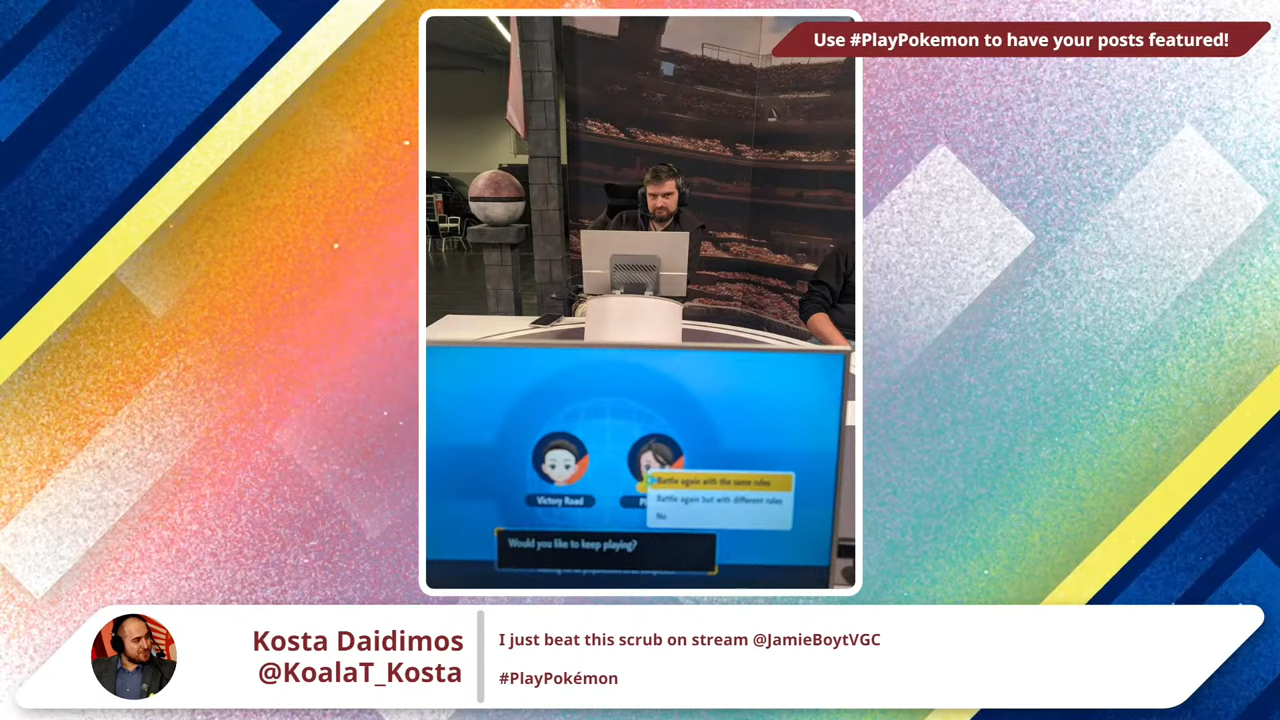 Use #PlayPokemon to have your posts featured!
Victory Road
Battle again with the same rules
Battle again but with different rules
No
Would you like to keep playing?
Kosta Daidimos
@KoalaT_Kosta
I just beat this scrub on stream @JamieBoytVGC
#PlayPokémon